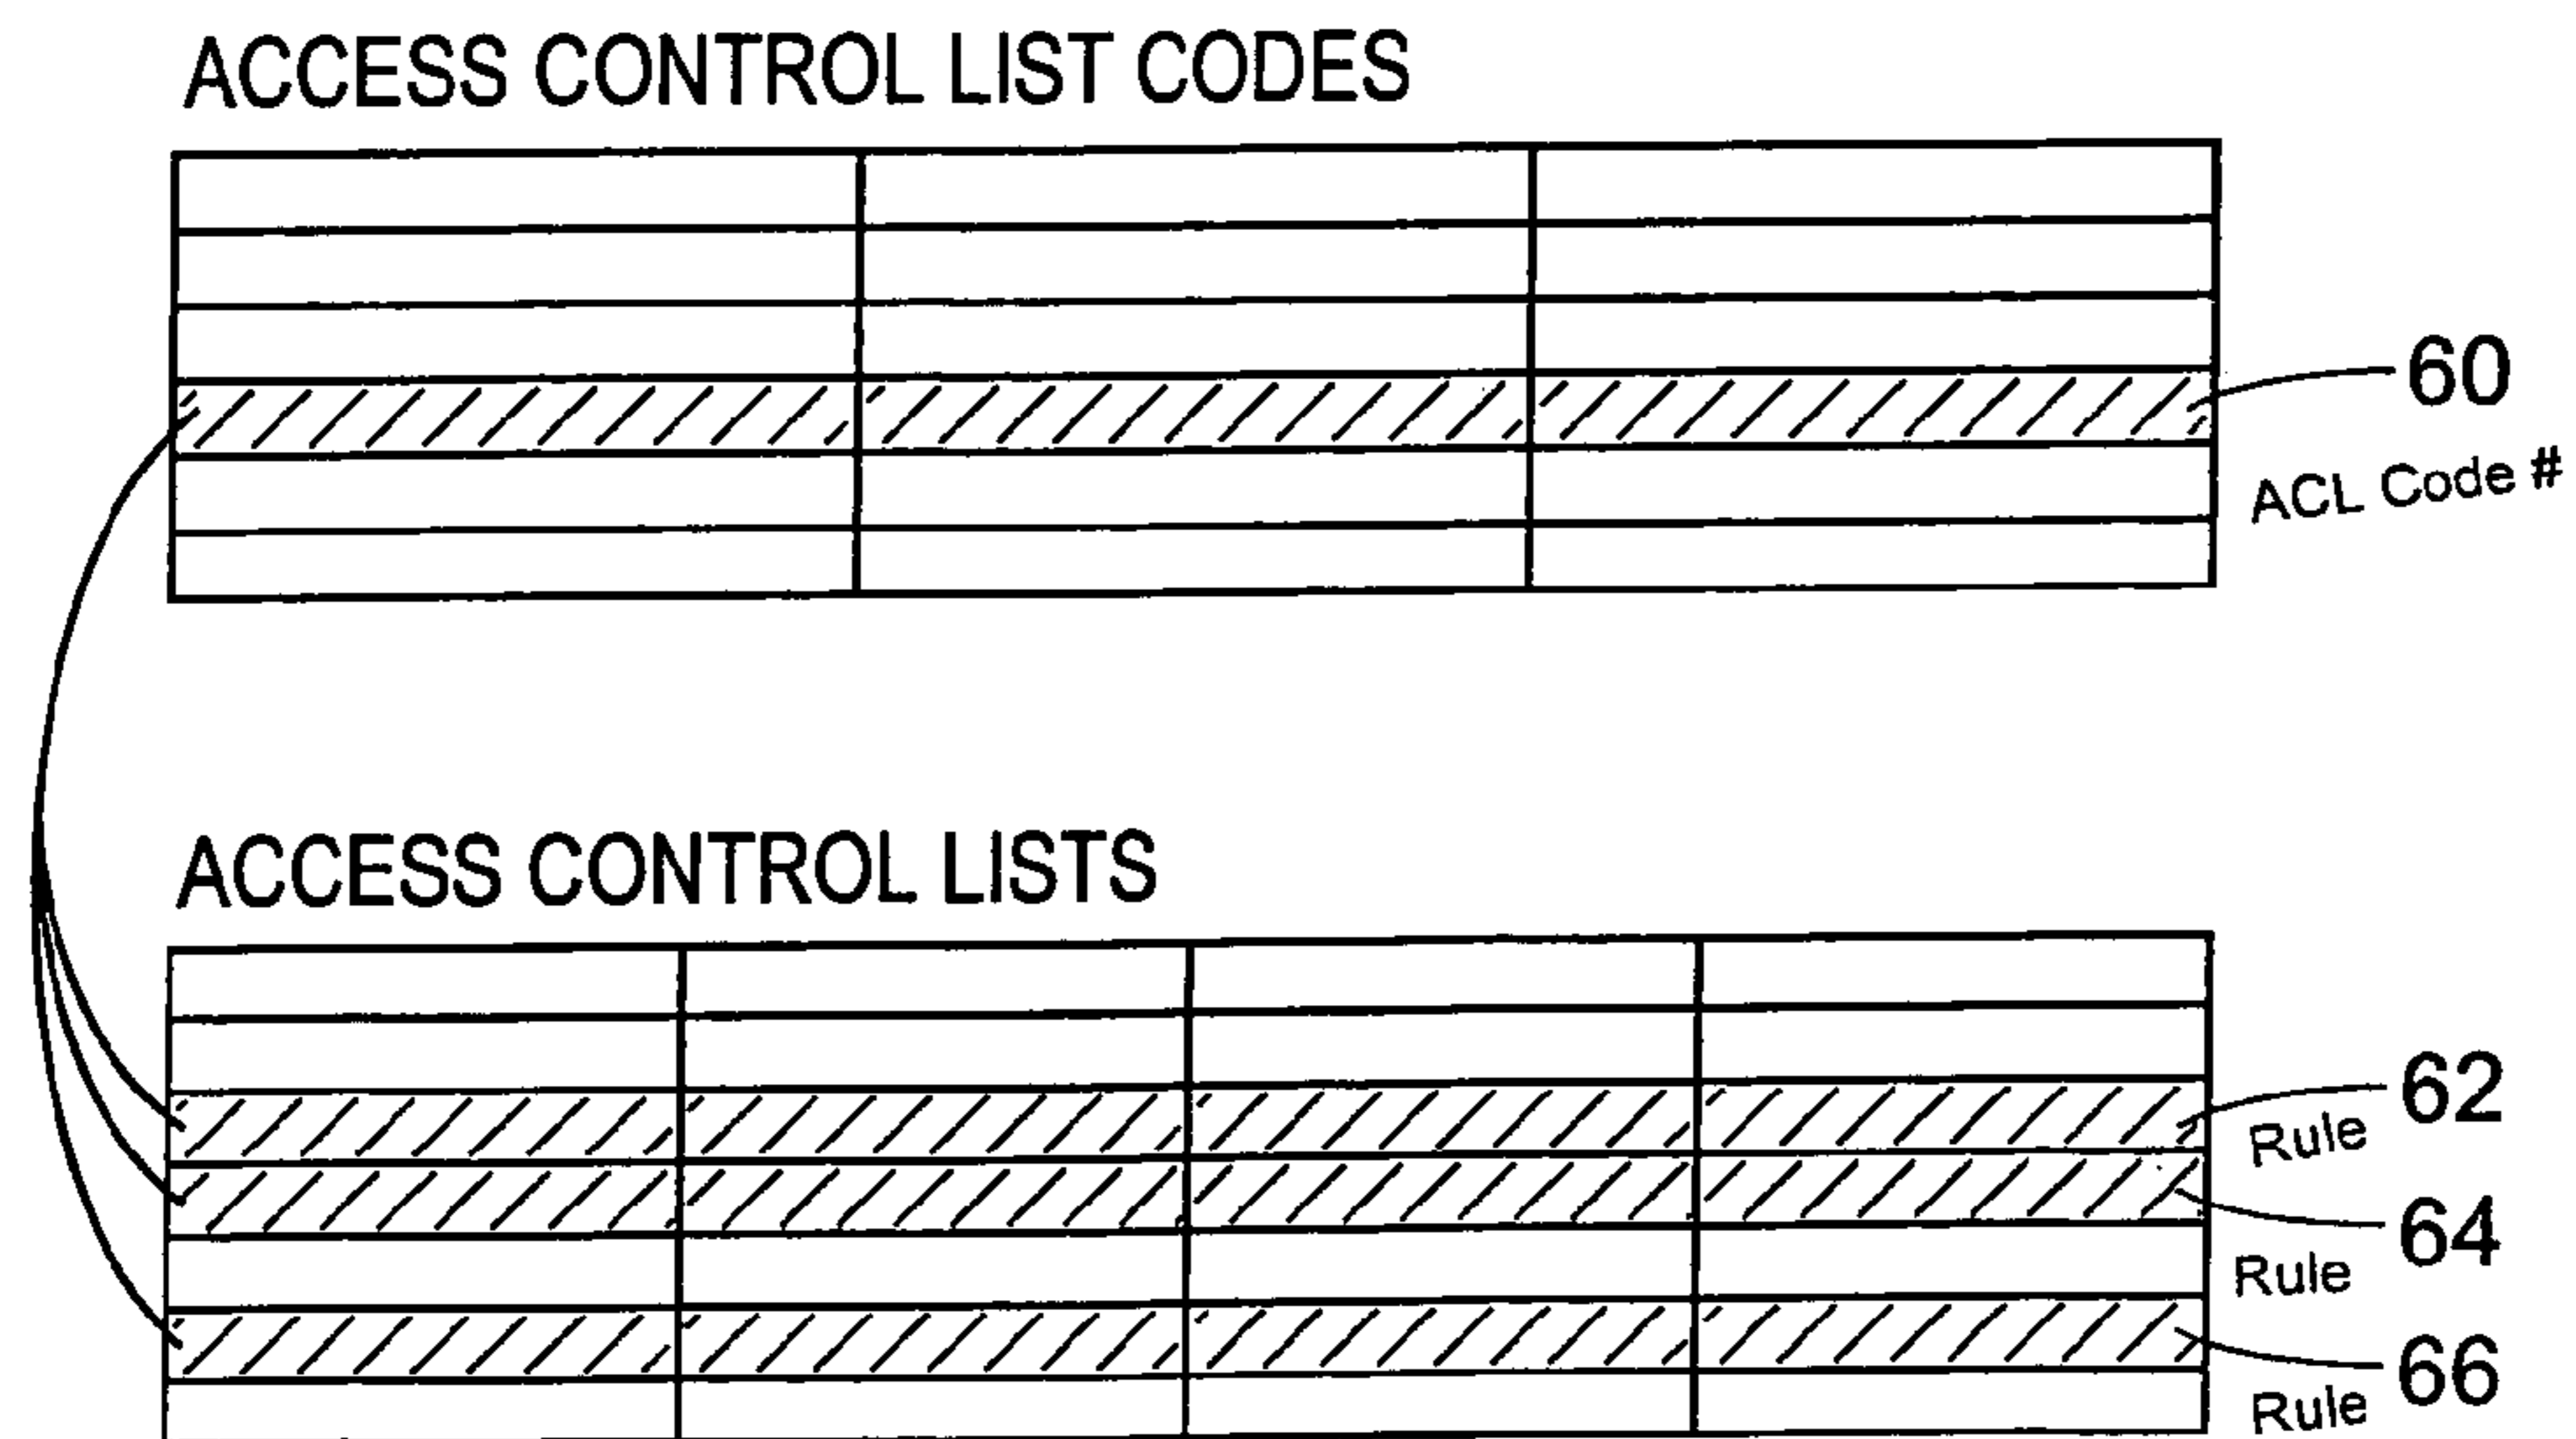 ACCESS CONTROL LIST CODES
60
ACL Code #
ACCESS CONTROL LISTS
62
Rule
64
Rule
66
Rule